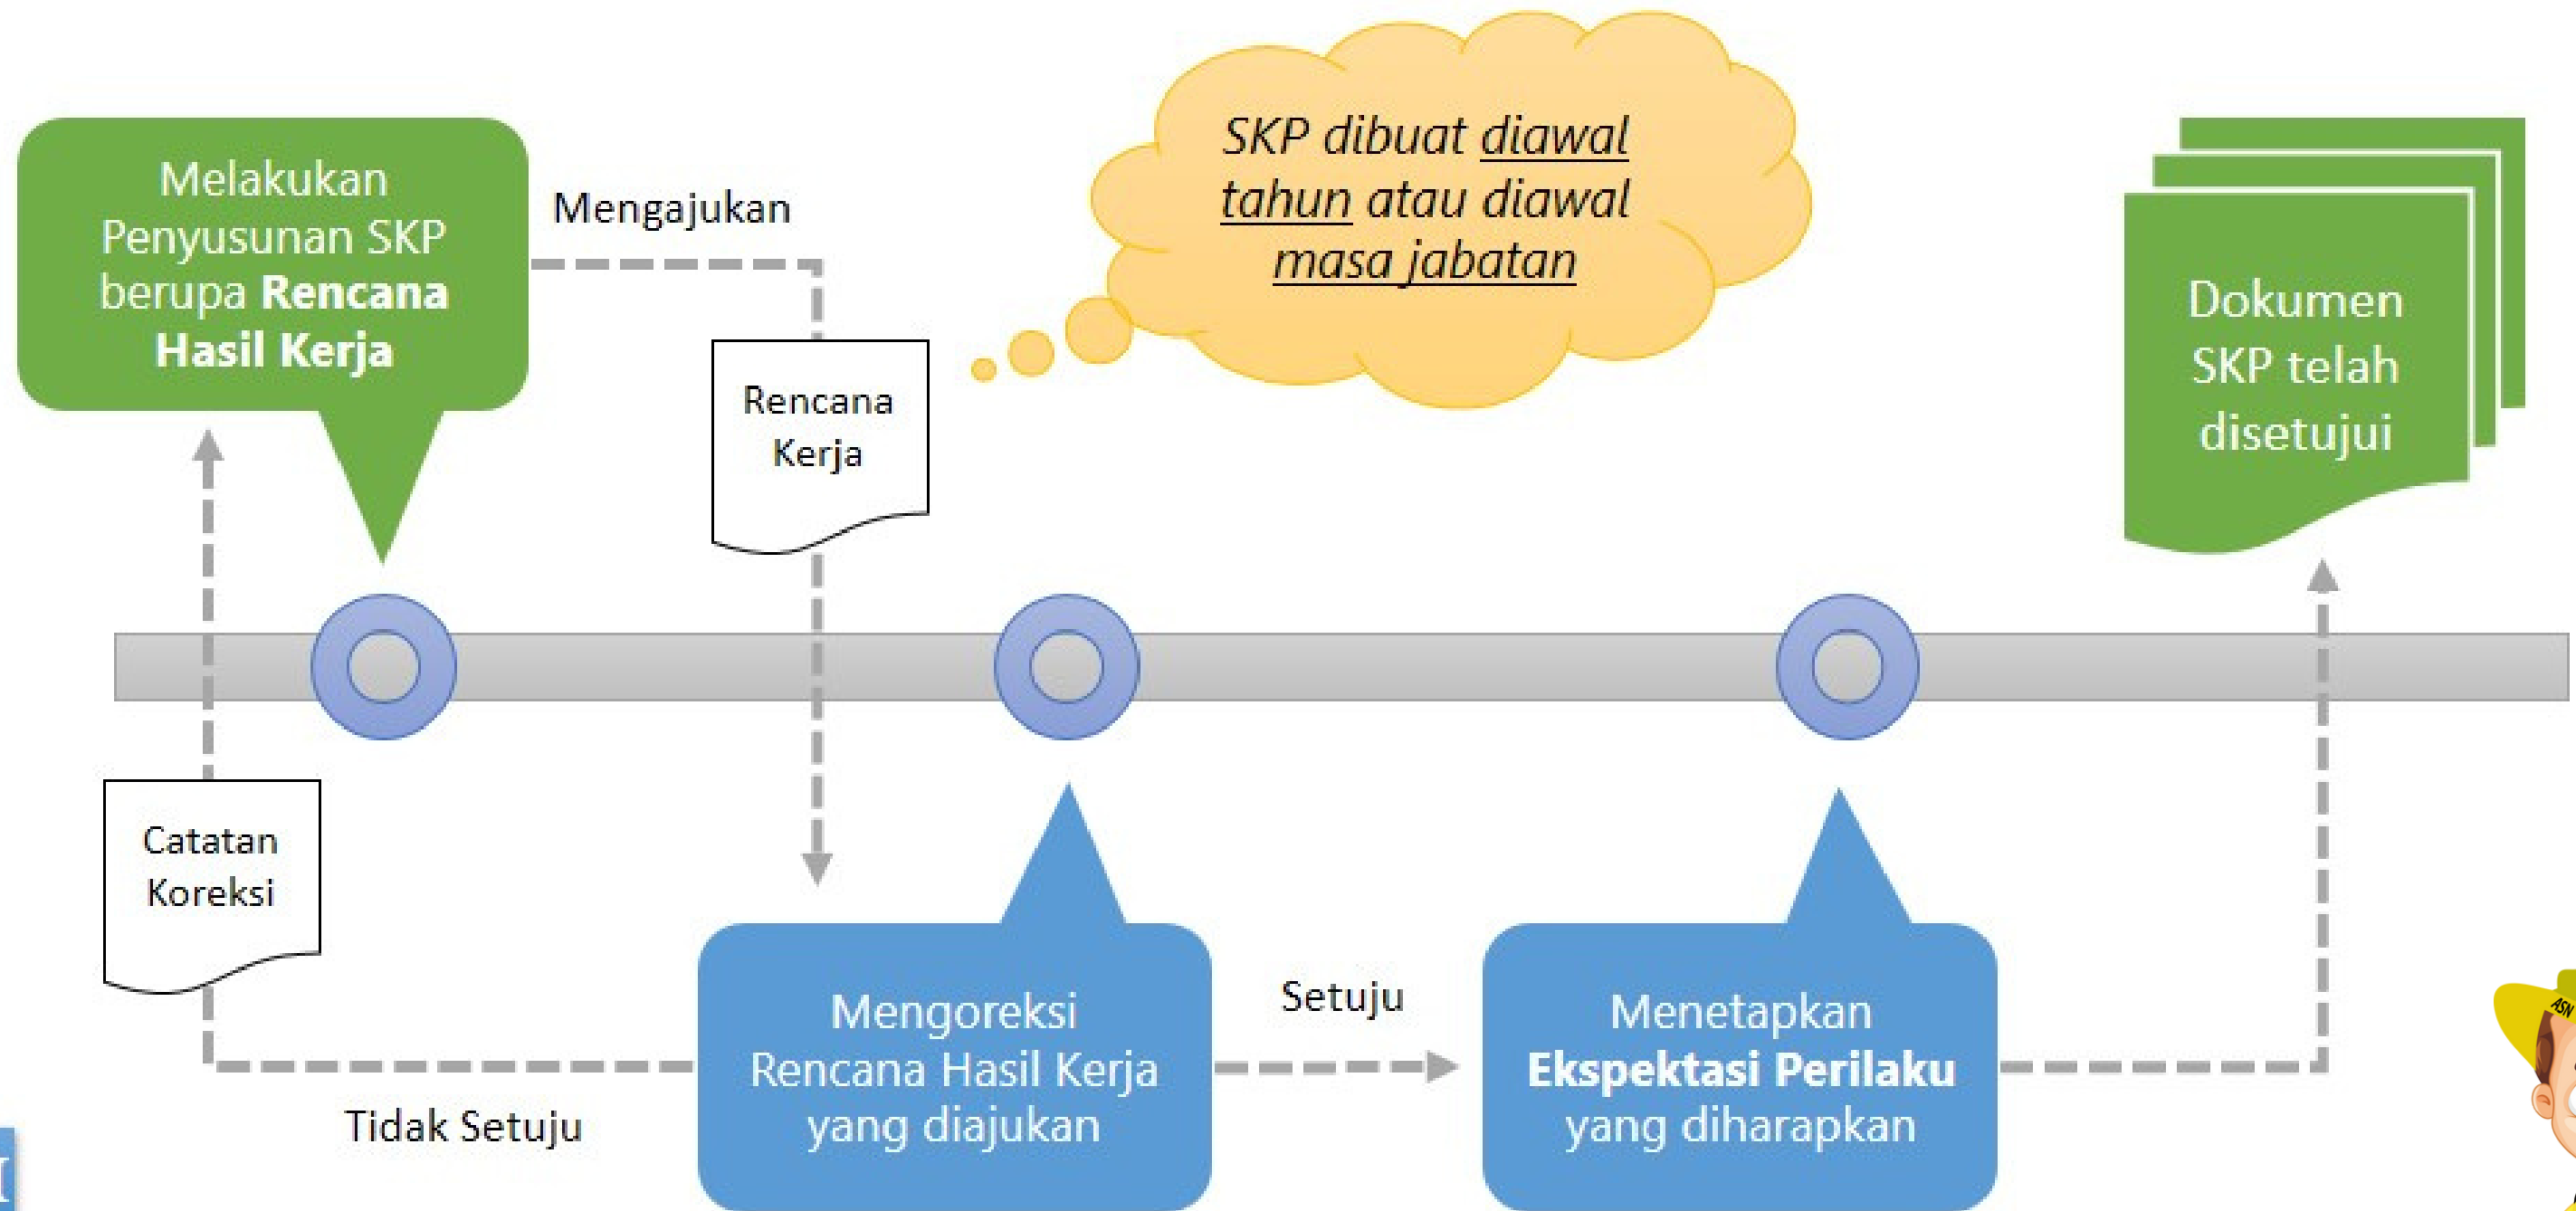 Melakukan
Penyusunan SKP
berupa Rencana
Hasil Kerja
Mengajukan
Rencana
Kerja
SKP dibuat diawal
tahun atau diawal
masa jabatan
Dokumen
SKP telah
disetujui
Catatan
Koreksi
Tidak Setuju
Mengoreksi
Rencana Hasil Kerja
yang diajukan
Setuju
Menetapkan
Ekspektasi Perilaku
yang diharapkan
ASN